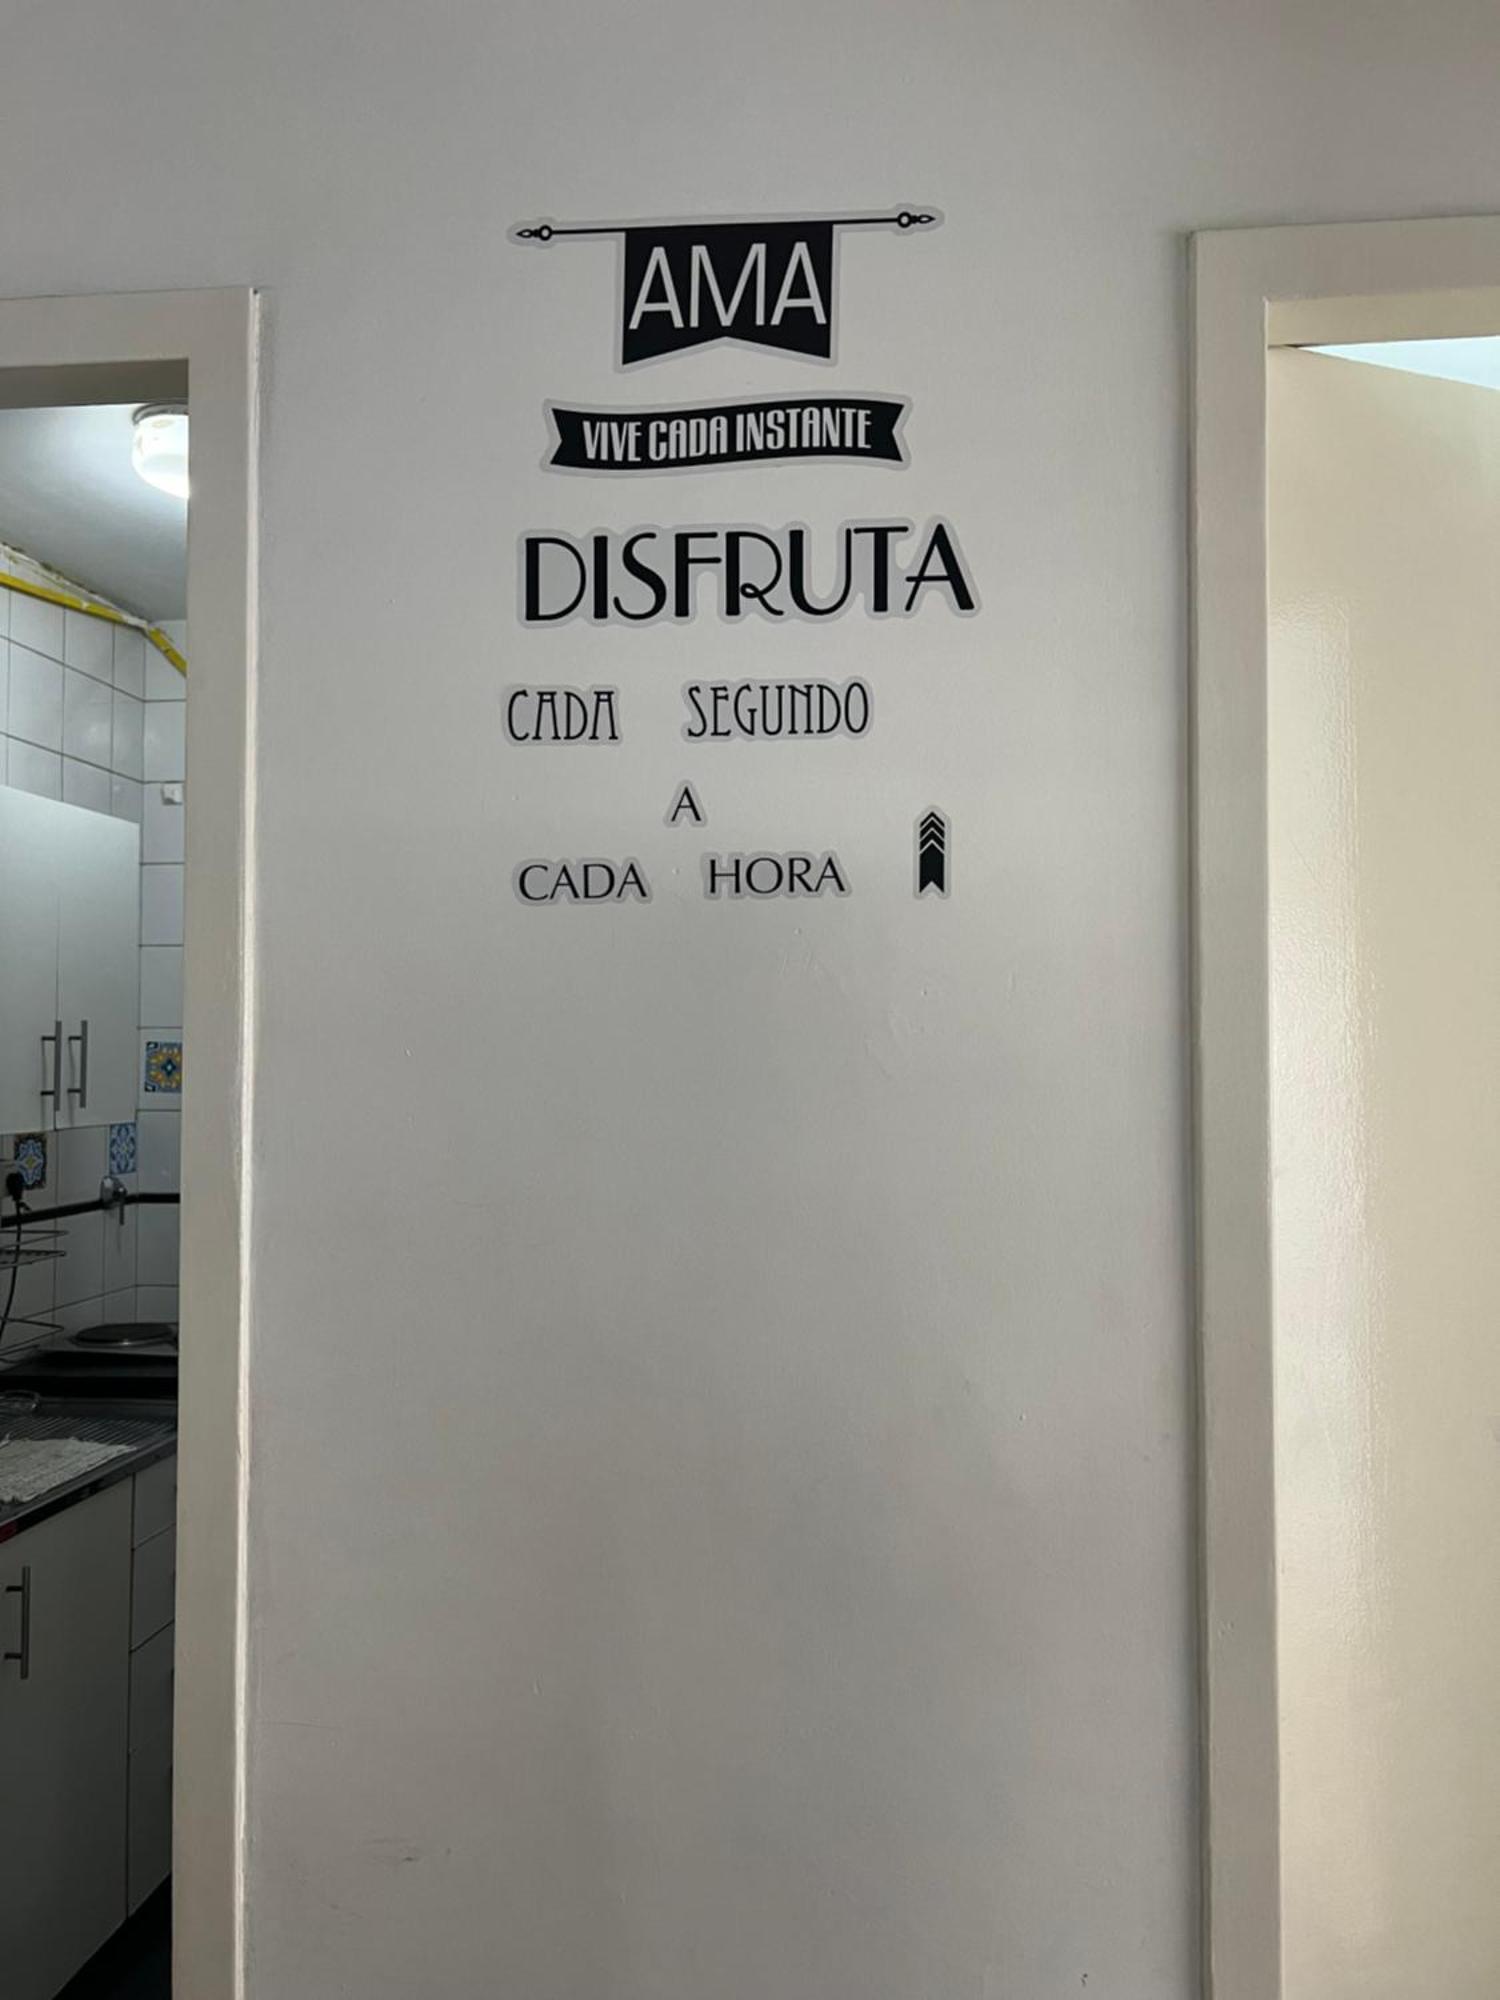 AMA
VIVE CADA INSTANTE
DISFRUTA
CADA SEGUNDO
A
CADA HORA